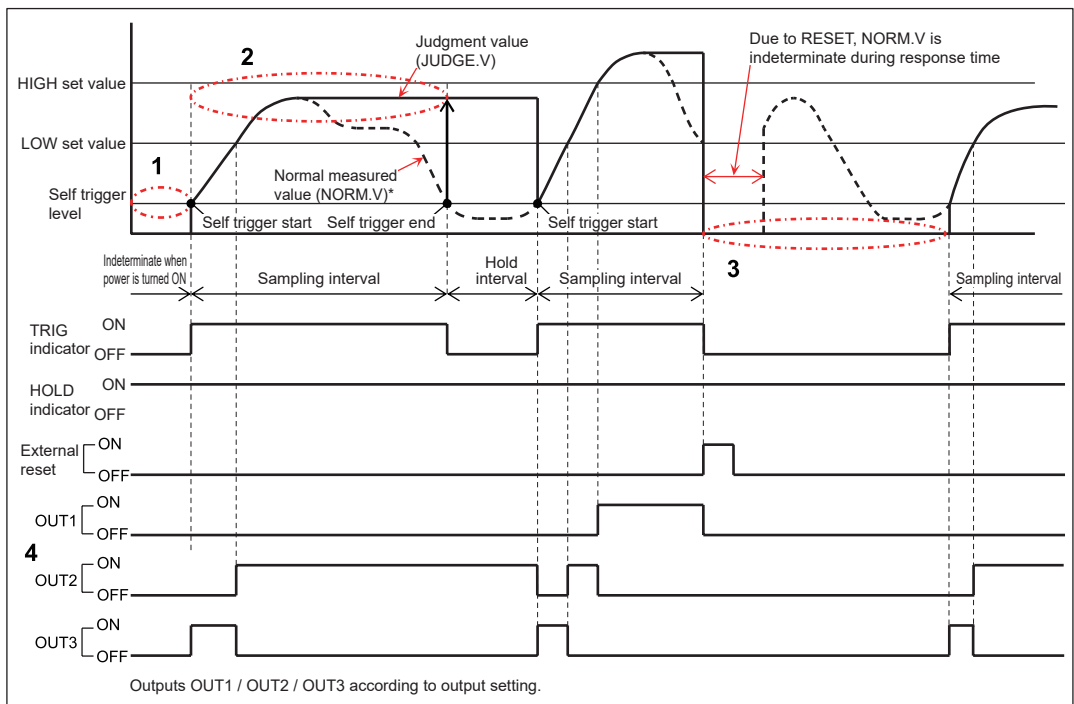 2
Judgment value
(JUDGE.V)
Due to RESET, NORM.V is
indeterminate during response time
HIGH set value
LOW set value
1
Normal measured
value (NORM.V)*
Self trigger
level
Self trigger start
Self trigger end
Self trigger start
3
Indeterminate when
power is turned ON
Sampling interval
Hold
interval
Sampling interval
Sampling interval
TRIG
indicator
ON
OFF
HOLD
indicator
ON
OFF
External
reset
ON
OFF
OUT1
ON
OFF
4
OUT2
ON
OFF
OUT3
ON
OFF
Outputs OUT1 / OUT2 / OUT3 according to output setting.